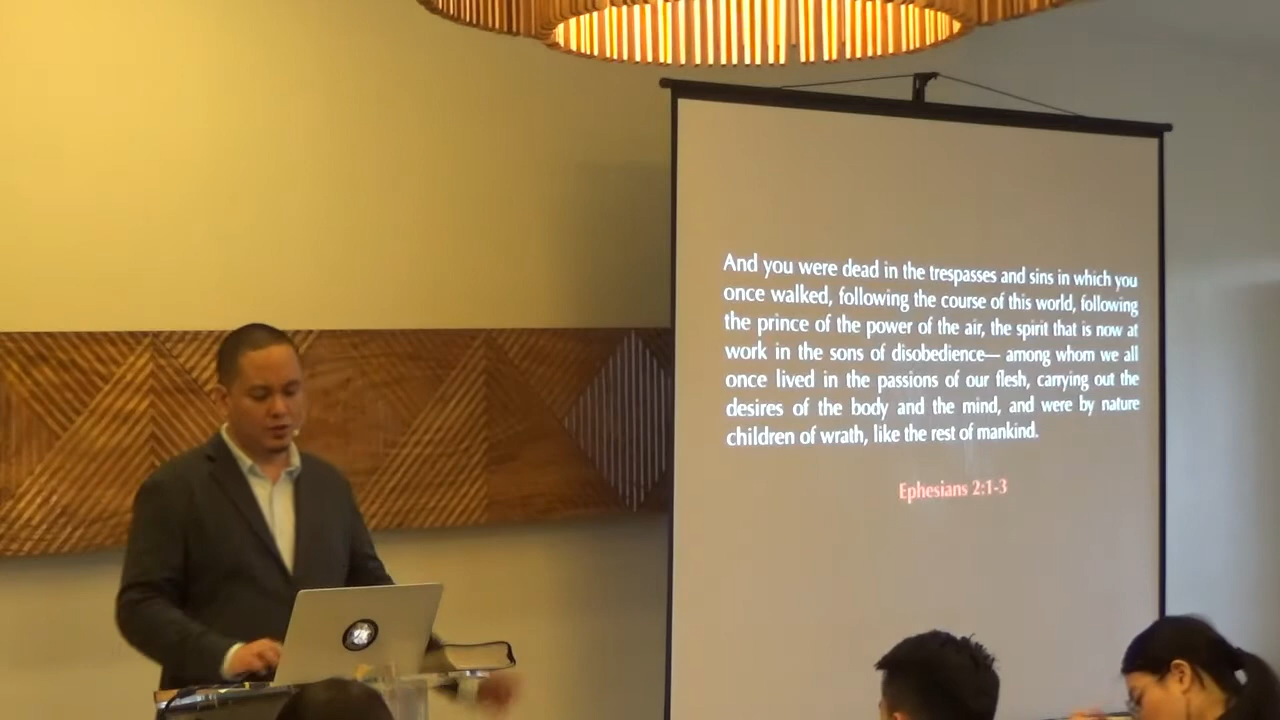 And you were dead in the trespasses and sins in which you
once walked, following the course of this world, following
the prince of the power of the air, the spirit that is now at
work in the sons of disobedience— among whom we all
once lived in the passions of our flesh, carrying out the
desires of the body and the mind, and were by nature
children of wrath, like the rest of mankind.
Ephesians 2:1-3